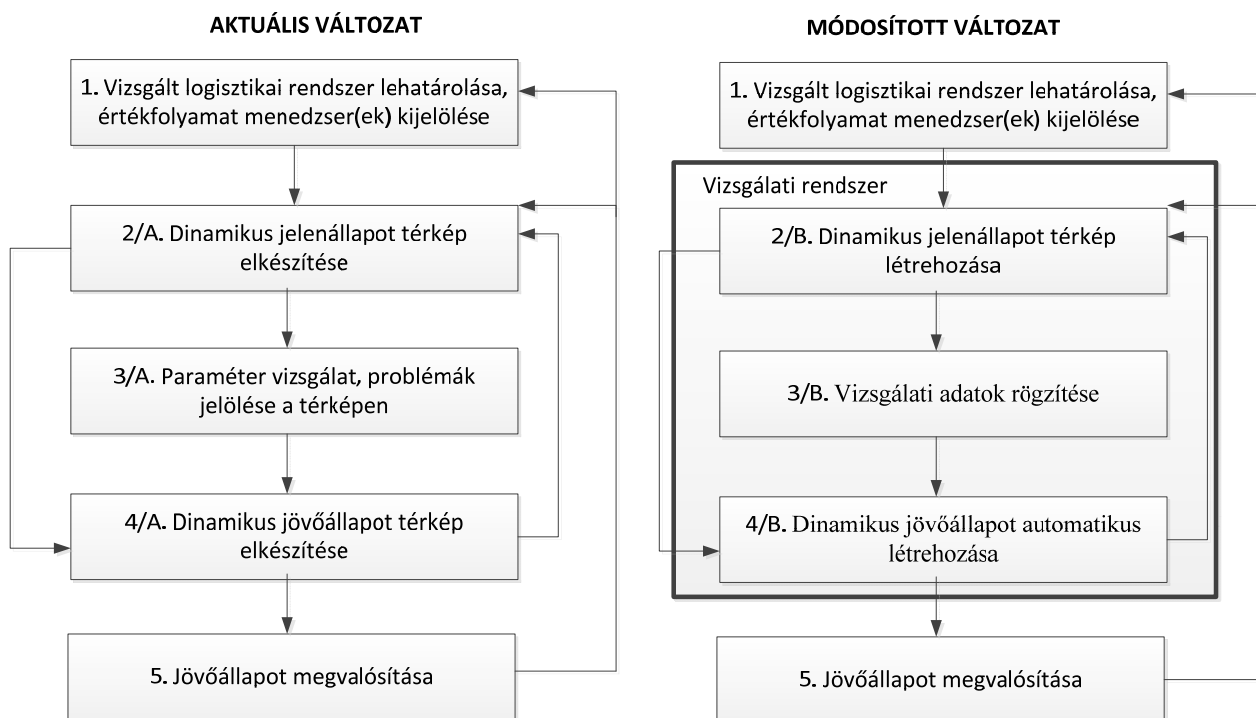 AKTUÁLIS VÁLTOZAT
1. Vizsgált logisztikai rendszer lehatárolása,
értékfolyamat menedzser(ek) kijelölése
2/A. Dinamikus jelenállapot térkép
elkészítése
3/A. Paraméter vizsgálat, problémák
jelölése a térképen
4/A. Dinamikus jövőállapot térkép
elkészítése
5. Jövőállapot megvalósítása
MÓDOSÍTOTT VÁLTOZAT
1. Vizsgált logisztikai rendszer lehatárolása,
értékfolyamat menedzser(ek) kijelölése
Vizsgálati rendszer
2/B. Dinamikus jelenállapot térkép
létrehozása
3/B. Vizsgálati adatok rögzítése
4/B. Dinamikus jövőállapot automatikus
létrehozása
5. Jövőállapot megvalósítása